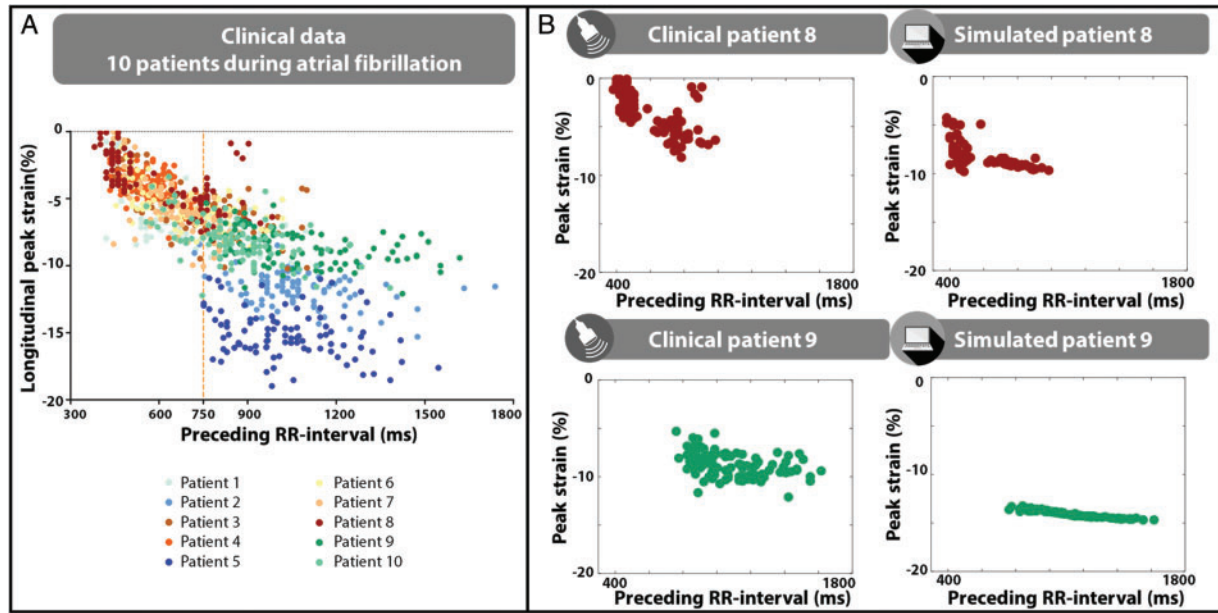 A
Clinical data
10 patients during atrial fibrillation
Longitudinal peak strain(%)
0
-5
-10
-15
-20
300
600
750
900
1200
1500
1800
Preceding RR-interval (ms)
Patient 1
Patient 2
Patient 3
Patient 4
Patient 5
Patient 6
Patient 7
Patient 8
Patient 9
Patient 10
B
Clinical patient 8
Peak strain (%)
0
-10
-20
400
1800
Preceding RR-interval (ms)
Simulated patient 8
Peak strain (%)
0
-10
-20
400
1800
Preceding RR-interval (ms)
Clinical patient 9
Peak strain (%)
0
-10
-20
400
1800
Preceding RR-interval (ms)
Simulated patient 9
Peak strain (%)
0
-10
-20
400
1800
Preceding RR-interval (ms)